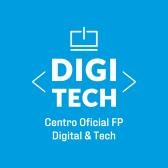 DIGI
TECH
Centro Oficial FP
Digital & Tech